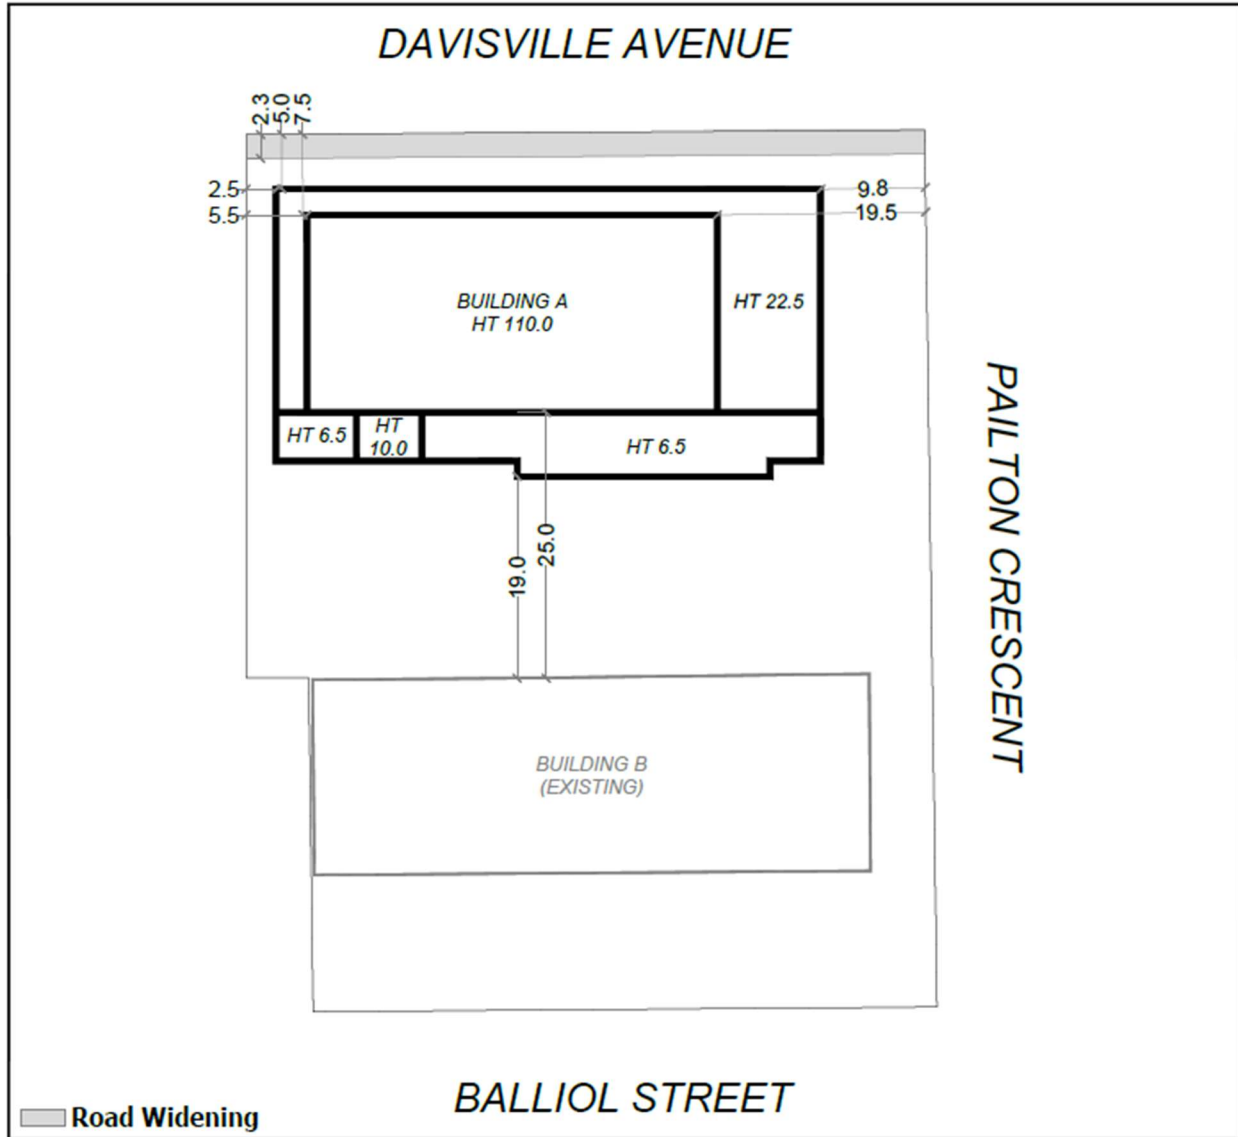 DAVISVILLE AVENUE
2.3
5.0
7.5
2.5
9.8
5.5
19.5
BUILDING A
HT 110.0
HT 22.5
HT 6.5
HT
10.0
HT 6.5
19.0
25.0
PAILTON CRESCENT
BUILDING B
(EXISTING)
BALLIOL STREET
Road Widening